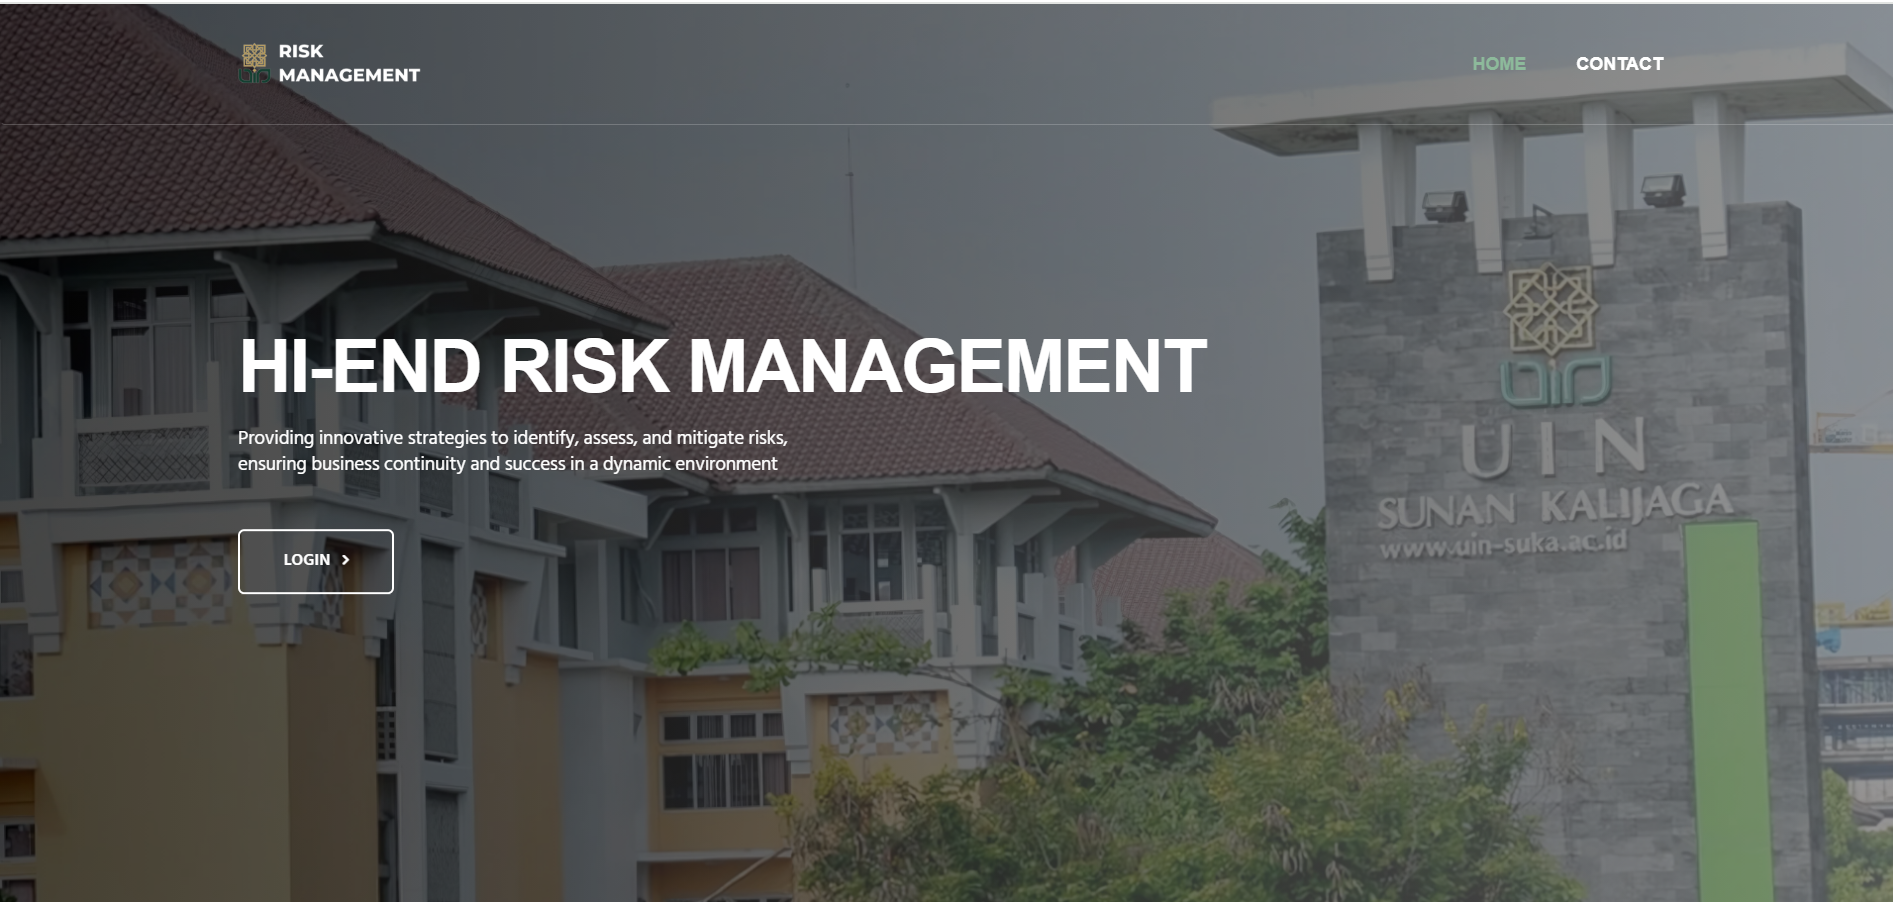 RISK
MANAGEMENT
HOME
CONTACT
HI-END RISK MANAGEMENT
Providing innovative strategies to identify, assess, and mitigate risks,
ensuring business continuity and success in a dynamic environment
LOGIN
UIN
SUNAN KALIJAGA
www.uin-suka.ac.id